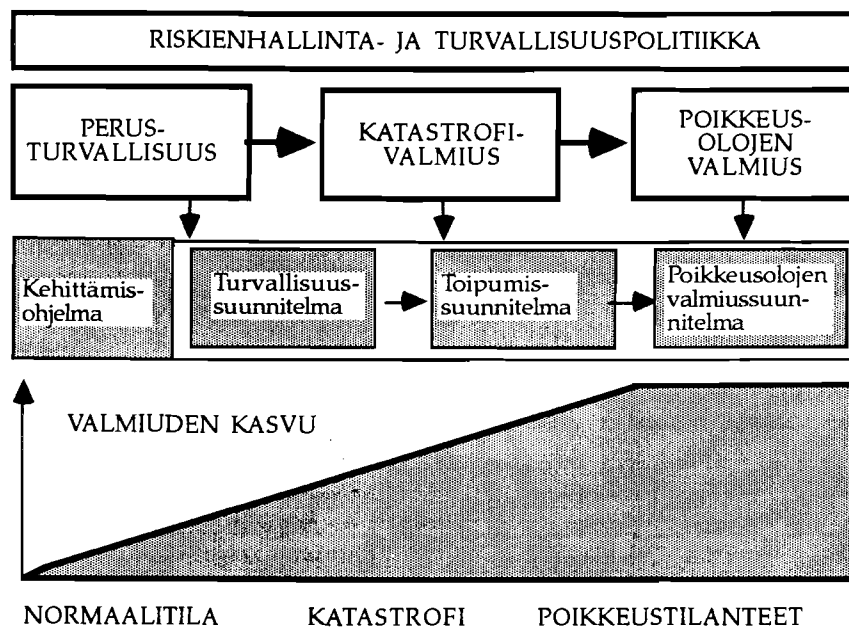 RISKIENHALLINTA- JA TURVALLISUUSPOLITIIKKA
PERUS-
TURVALLISUUS
KATASTROFI-
VALMIUS
POIKKEUS-
OLOJEN
VALMIUS
Kehittämis-
ohjelma
Turvallisuus-
suunnitelma
Toipumis-
suunnitelma
Poikkeusolojen
valmiussuun-
nitelma
VALMIUDEN KASVU
NORMAALITILA
KATASTROFI
POIKKEUSTILANTEET